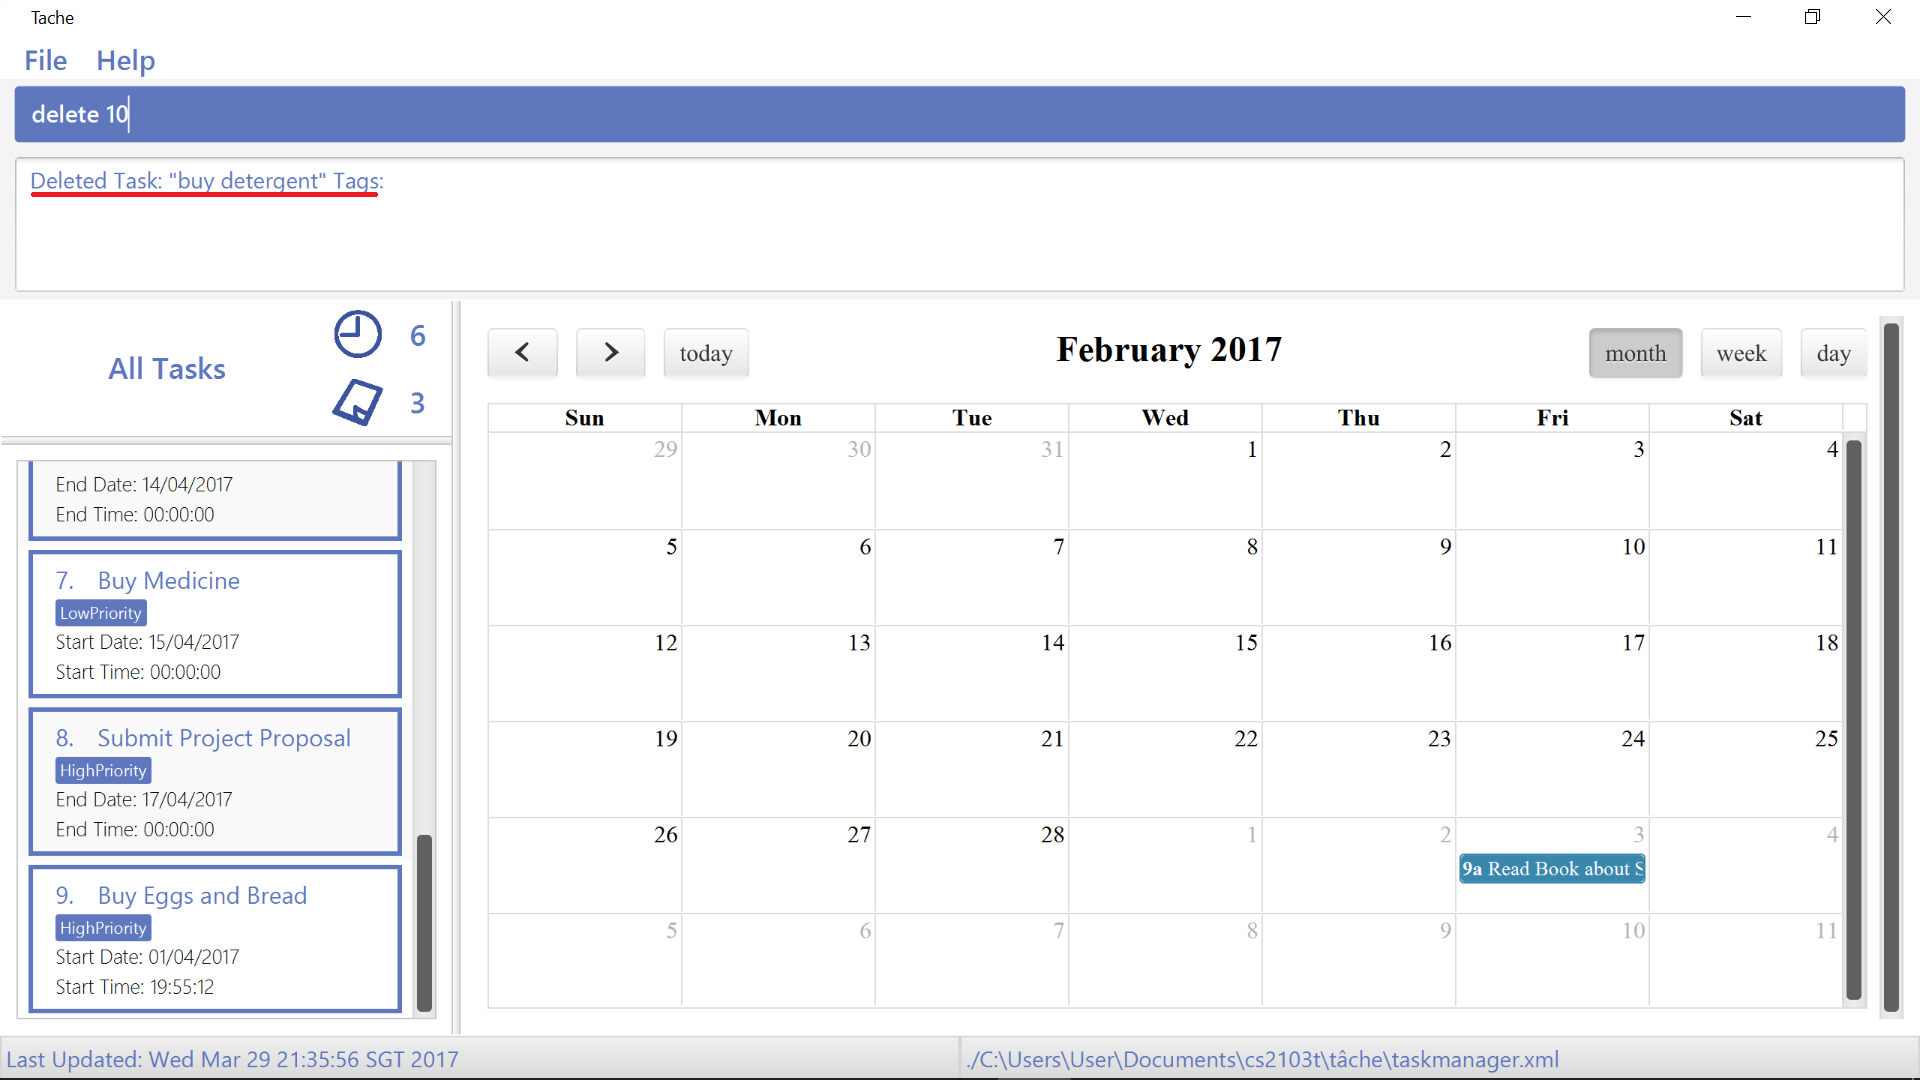 Tache
File Help
delete 10
Deleted Task: "buy detergent" Tags:
All Tasks
6
3
End Date: 14/04/2017
End Time: 00:00:00
7. Buy Medicine
LowPriority
Start Date: 15/04/2017
Start Time: 00:00:00
8. Submit Project Proposal
HighPriority
End Date: 17/04/2017
End Time: 00:00:00
9. Buy Eggs and Bread
HighPriority
Start Date: 01/04/2017
Start Time: 19:55:12
today
February 2017
month week day
Sun Mon Tue Wed Thu Fri Sat
29 30 31 1 2 3 4
5 6 7 8 9 10 11
12 13 14 15 16 17 18
19 20 21 22 23 24 25
26 27 28 1 2 3 4
9a Read Book about S
5 6 7 8 9 10 11
Last Updated: Wed Mar 29 21:35:56 SGT 2017
./C:\Users\User\Documents\cs2103t\tâche\taskmanager.xml